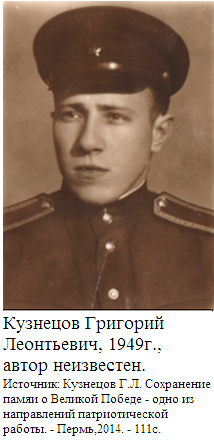 Кузнецов Григорий
Леонтьевич, 1949г.,
автор неизвестен.
Источник: Кузнецов Г.Л. Сохранение
памяи о Великой Победе - одно из
направлений патриотической
работы. - Пермь,2014. - 111с.